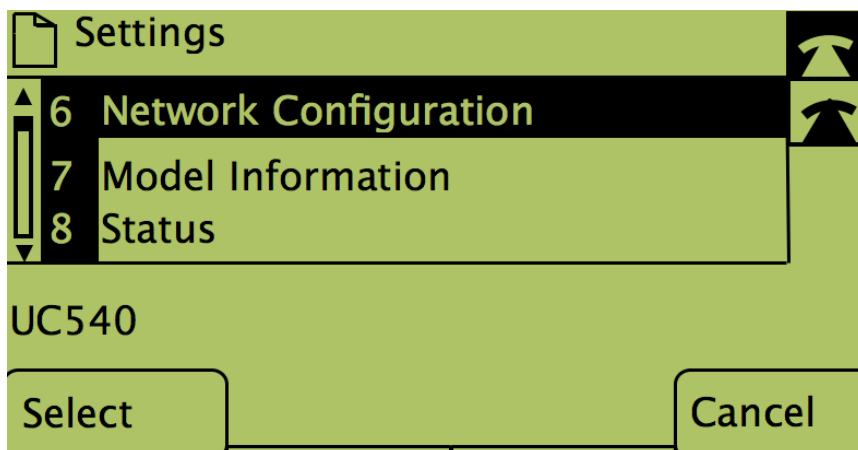 Settings
6 Network Configuration
7 Model Information
8 Status
UC540
Select Cancel